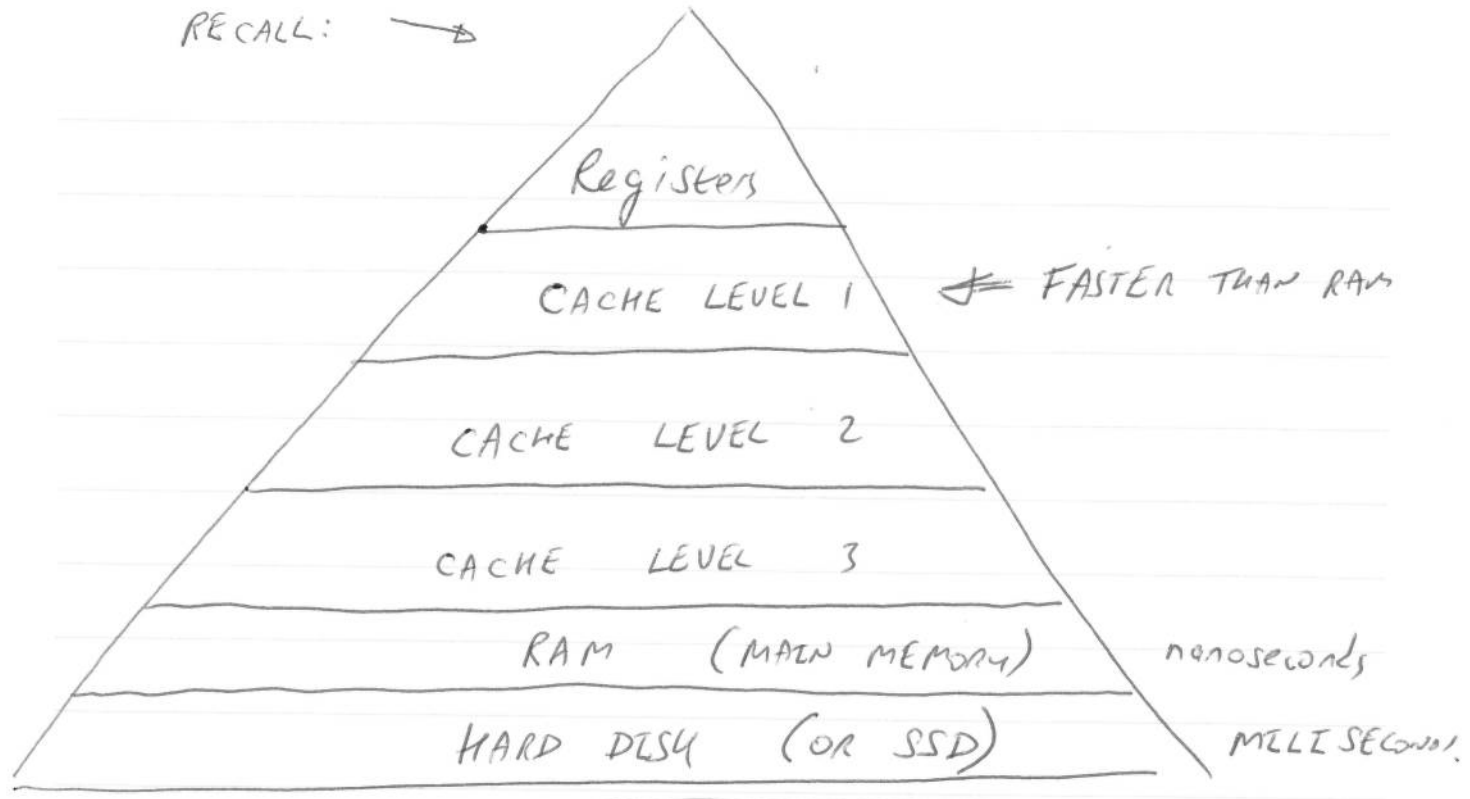 RECALL:
Registers
CACHE LEVEL 1
FASTER THAN RAM
CACHE LEVEL 2
CACHE LEVEL 3
RAM (MAIN MEMORY) nanoseconds
HARD DISK (OR SSD) MILISECONDS.